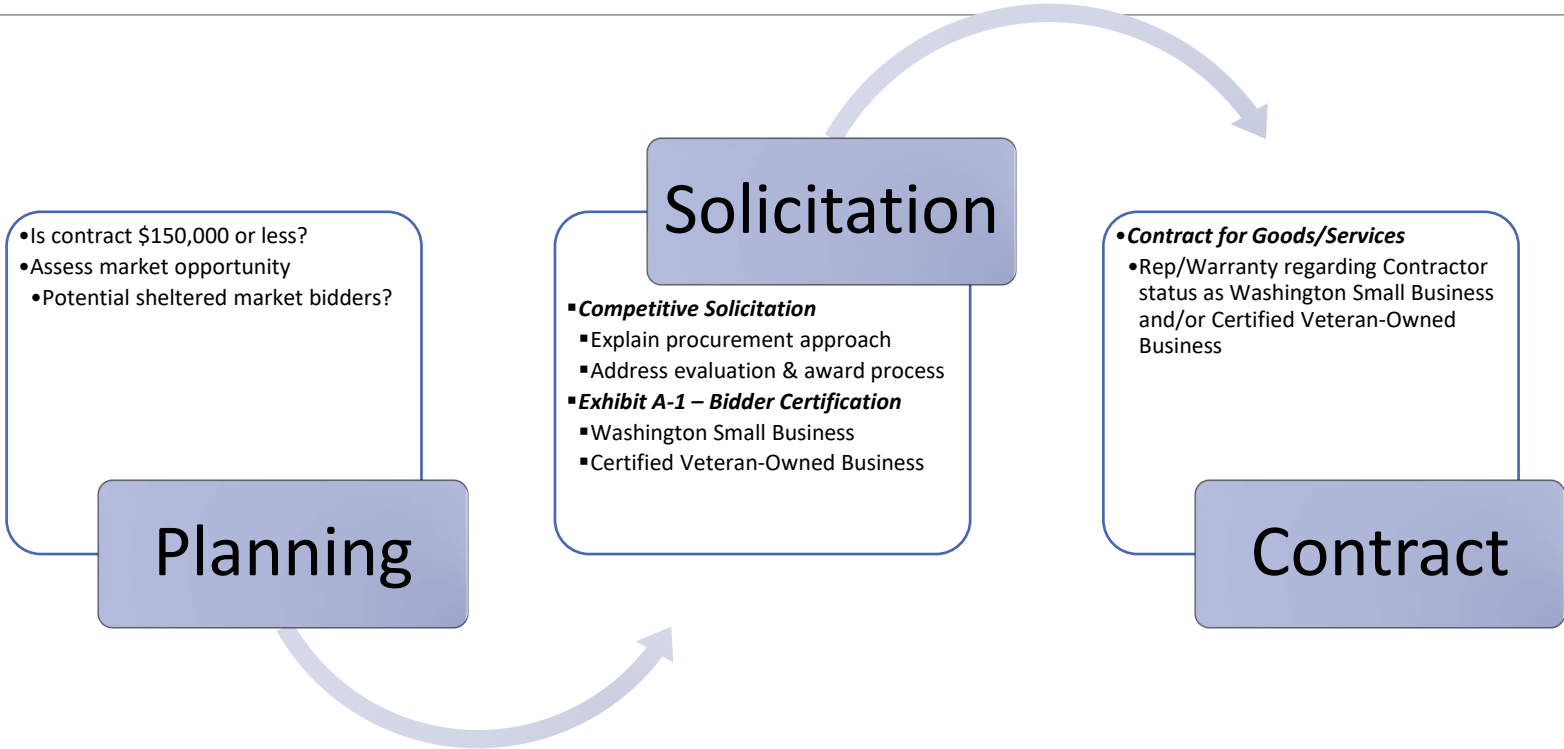 •Is contract $150,000 or less?
•Assess market opportunity
•Potential sheltered market bidders?
Planning
Solicitation
▪Competitive Solicitation
▪Explain procurement approach
▪Address evaluation & award process
▪Exhibit A-1 – Bidder Certification
▪Washington Small Business
▪Certified Veteran-Owned Business
•Contract for Goods/Services
•Rep/Warranty regarding Contractor
status as Washington Small Business
and/or Certified Veteran-Owned
Business
Contract